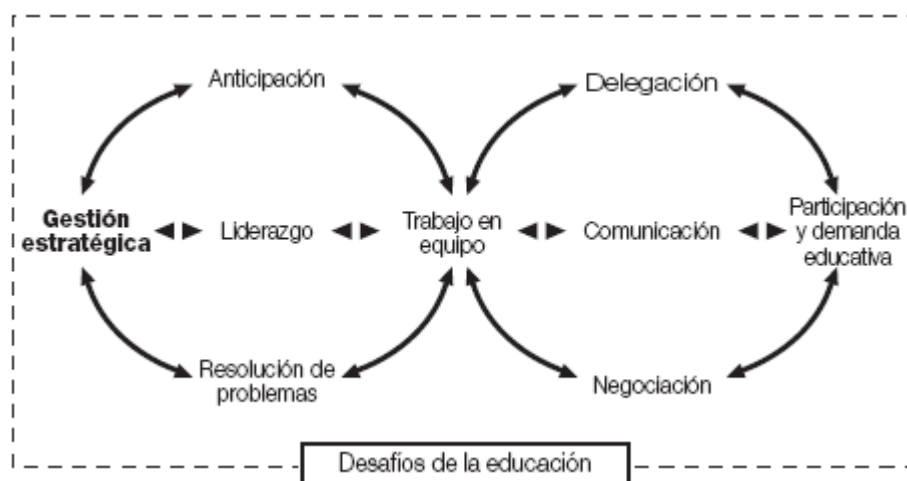 Anticipación
Delegación
Gestión
estratégica
Liderazgo
Trabajo en
equipo
Comunicación
Participación
y demanda
educativa
Resolución de
problemas
Negociación
Desafíos de la educación